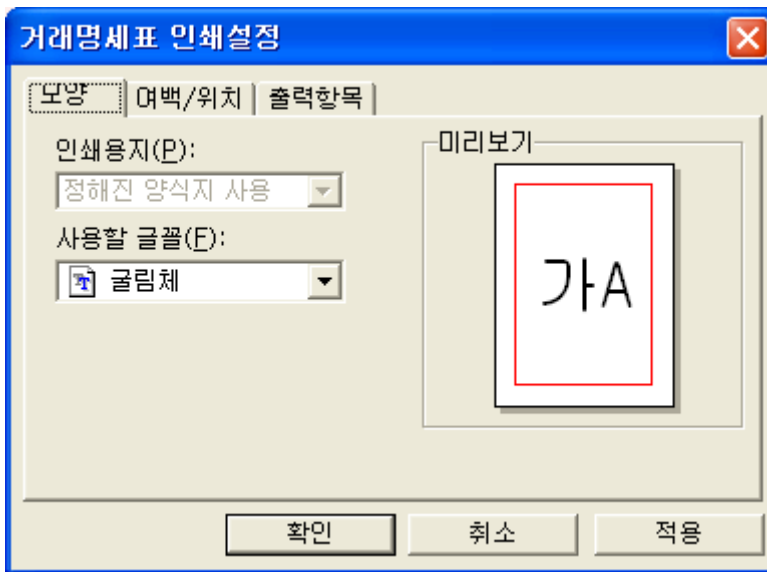 거래명세표 인쇄설정
모양 여백/위치 출력항목
인쇄용지(P):
정해진 양식지 사용
사용할 글꼴(F):
굴림체
미리보기
가A
확인 취소 적용